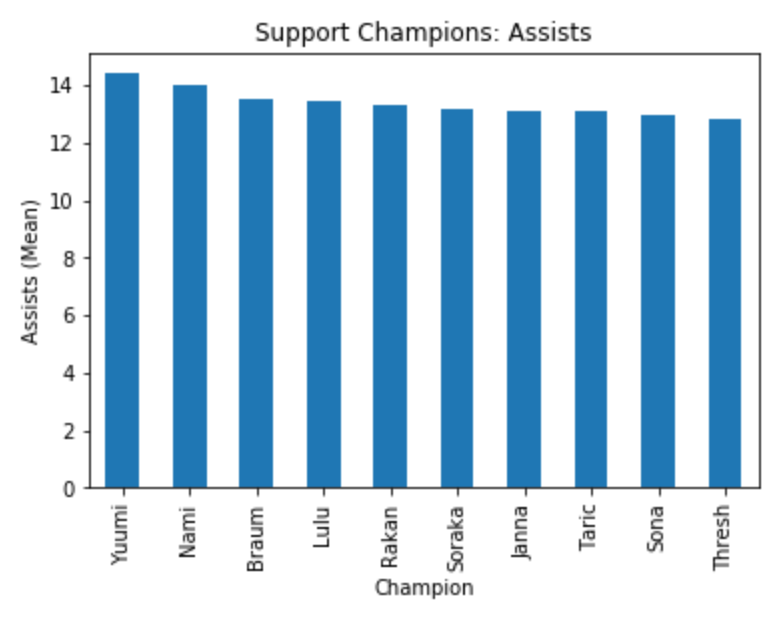 Support Champions: Assists
14
12
10
8
6
4
2
0
Assists (Mean)
Yuumi
Nami
Braum
Lulu
Rakan
Soraka
Janna
Taric
Sona
Thresh
Champion